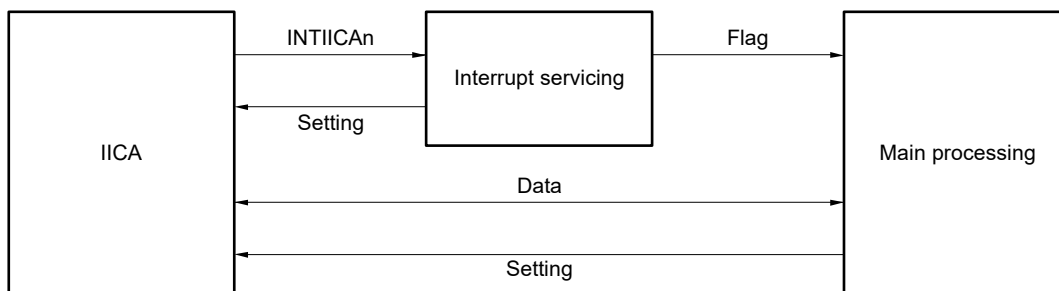 INTIICAn
Flag
Interrupt servicing
Setting
IICA
Main processing
Data
Setting